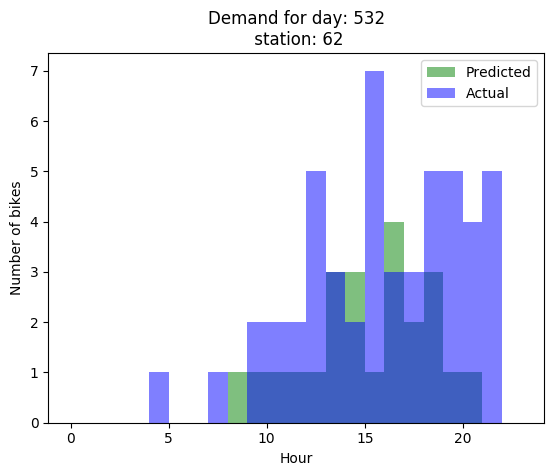 Demand for day: 532
station: 62
Predicted
Actual
7
6
5
4
3
2
1
0
Number of bikes
0 5 10 15 20
Hour